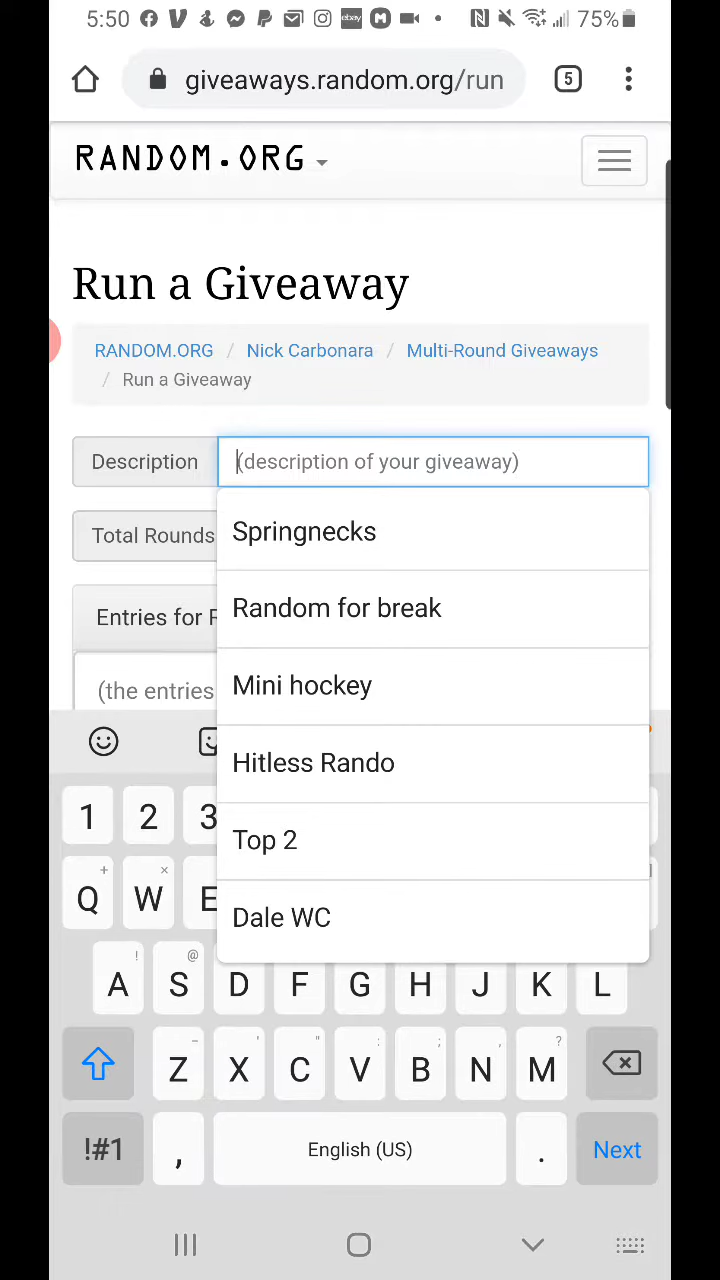 5:50
ebay
75%
giveaways.random.org/run
5
RANDOM.ORG
Run a Giveaway
RANDOM.ORG / Nick Carbonara / Multi-Round Giveaways
/ Run a Giveaway
Description
(description of your giveaway)
Springnecks
Total Rounds
Random for break
Entries for R
Mini hockey
(the entries
Hitless Rando
1 2 3
Top 2
Q W E
+ ×
Dale WC
! @
A S D F G H J K L
- ' " : ; , ?
Z X C V B N M
!#1 , English (US) . Next